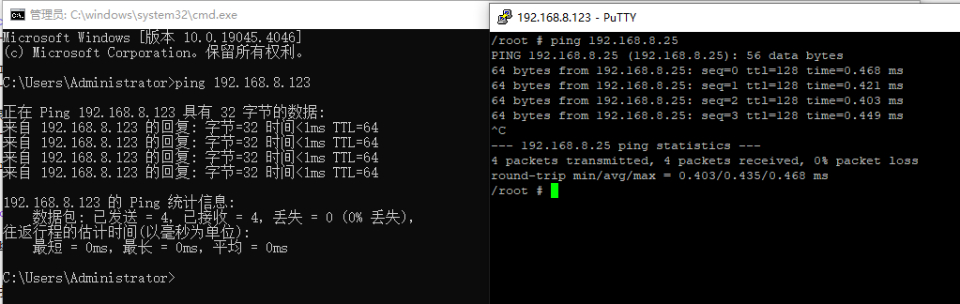 管理员: C:\windows\system32\cmd.exe
Microsoft Windows [版本 10.0.19045.4046]
(c) Microsoft Corporation。保留所有权利。
C:\Users\Administrator>ping 192.168.8.123
正在 Ping 192.168.8.123 具有 32 字节的数据:
来自 192.168.8.123 的回复: 字节=32 时间<1ms TTL=64
来自 192.168.8.123 的回复: 字节=32 时间<1ms TTL=64
来自 192.168.8.123 的回复: 字节=32 时间<1ms TTL=64
来自 192.168.8.123 的回复: 字节=32 时间<1ms TTL=64
192.168.8.123 的 Ping 统计信息:
数据包: 已发送 = 4, 已接收 = 4, 丢失 = 0 (0% 丢失),
往返行程的估计时间(以毫秒为单位):
最短 = 0ms, 最长 = 0ms, 平均 = 0ms
C:\Users\Administrator>
192.168.8.123 - PuTTY
/root # ping 192.168.8.25
PING 192.168.8.25 (192.168.8.25): 56 data bytes
64 bytes from 192.168.8.25: seq=0 ttl=128 time=0.468 ms
64 bytes from 192.168.8.25: seq=1 ttl=128 time=0.421 ms
64 bytes from 192.168.8.25: seq=2 ttl=128 time=0.403 ms
64 bytes from 192.168.8.25: seq=3 ttl=128 time=0.449 ms
^C
--- 192.168.8.25 ping statistics ---
4 packets transmitted, 4 packets received, 0% packet loss
round-trip min/avg/max = 0.403/0.435/0.468 ms
/root #